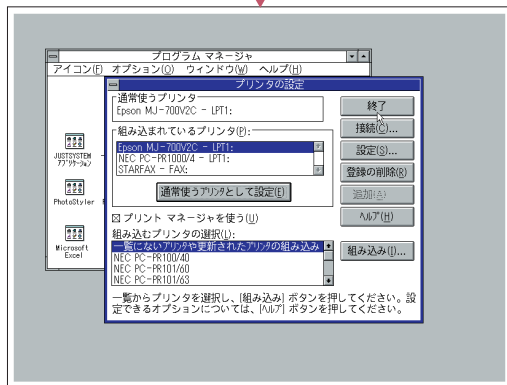 プログラム マネージャ
アイコン(F) オプション(O) ウィンドウ(W) ヘルプ(H)
プリンタの設定
通常使うプリンタ
Epson MJ-700V2C - LPT1:
組み込まれているプリンタ(P):
Epson MJ-700V2C - LPT1:
NEC PC-PR1000/4 - LPT1:
STARFAX - FAX:
通常使うプリンタとして設定(E)
プリント マネージャを使う(U)
組み込むプリンタの選択(L):
一覧にないプリンタや更新されたプリンタの組み込み
NEC PC-PR100/40
NEC PC-PR101/60
NEC PC-PR101/63
終了
接続(C)...
設定(S)...
登録の削除(R)
追加(A)
ヘルプ(H)
組み込み(I)...
一覧からプリンタを選択し、[組み込み] ボタンを押してください。設
定できるオプションについては、[ヘルプ] ボタンを押してください。
JUSTSYSTEM
アプリケーション
PhotoStyler
Microsoft
Excel